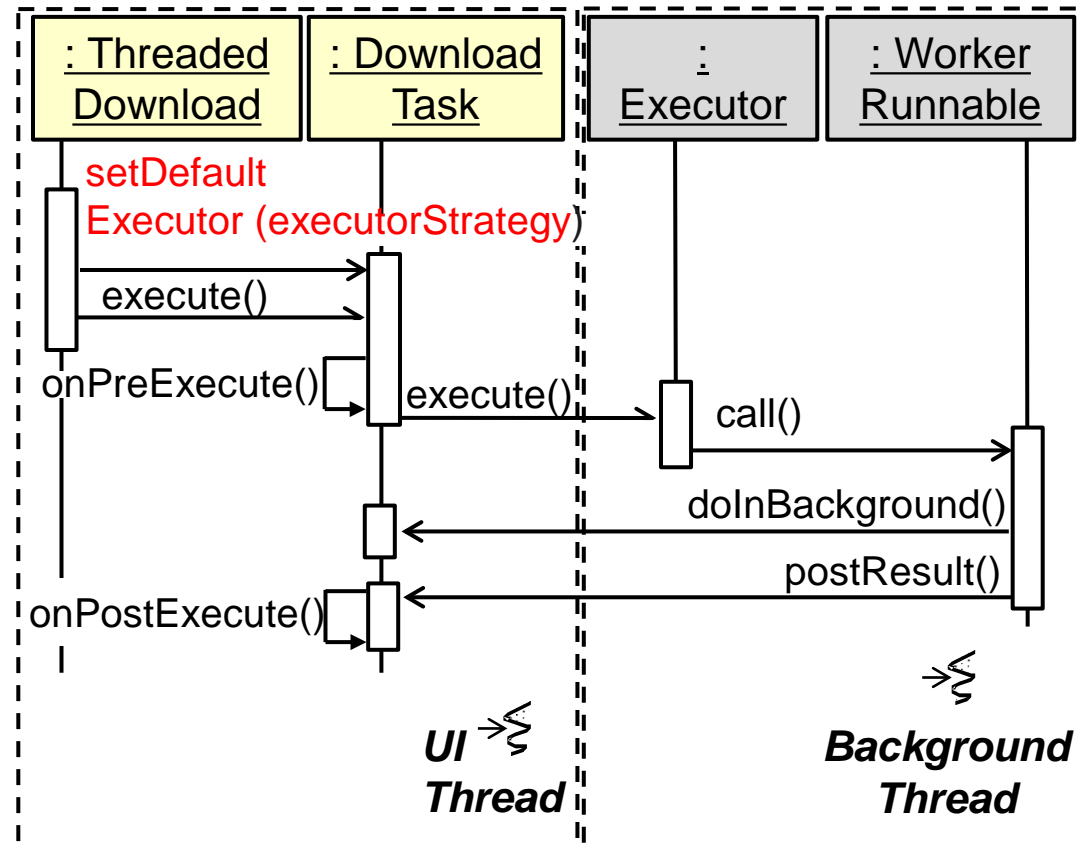 : Threaded
Download
: Download
Task
:
Executor
: Worker
Runnable
setDefault
Executor (executorStrategy)
execute()
onPreExecute()
execute()
call()
doInBackground()
postResult()
onPostExecute()
UI
Thread
Background
Thread